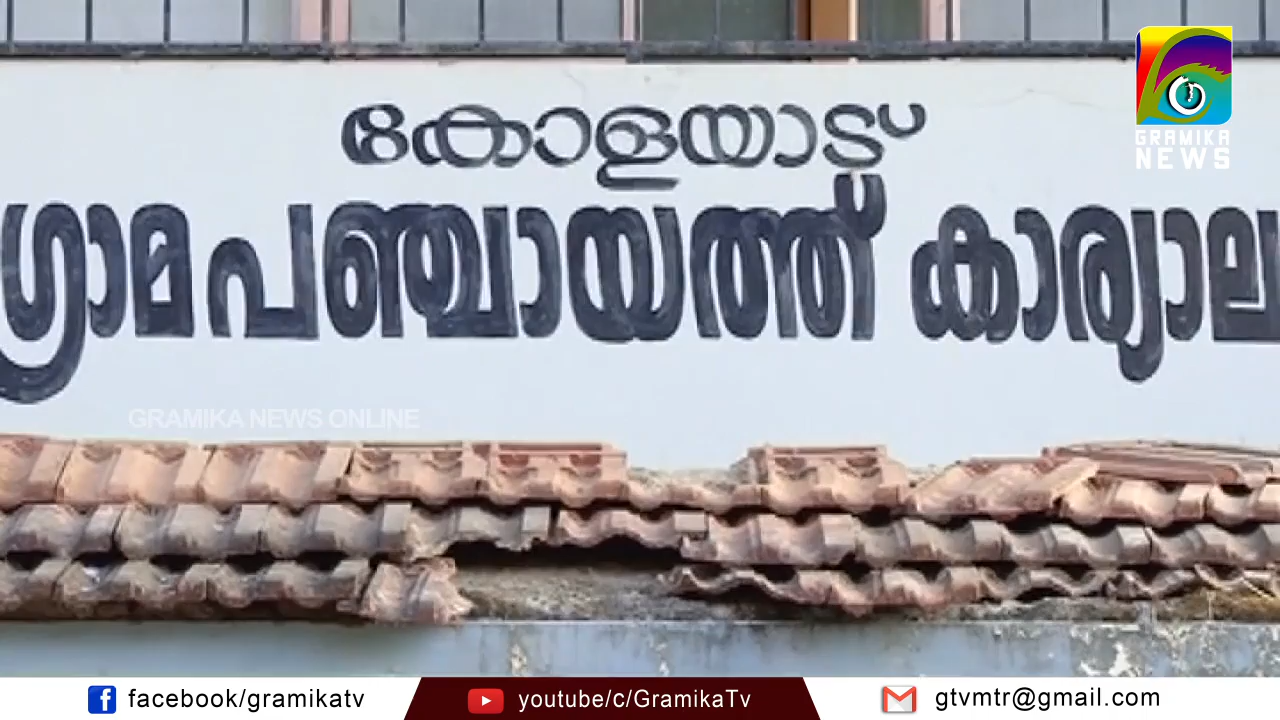 കോളയാട്
ഗ്രാമപഞ്ചായത്ത് കാര്യാല
GRAMIKA
NEWS
GRAMIKA NEWS ONLINE
facebook/gramikatv
youtube/c/GramikaTv
gtvmtr@gmail.com